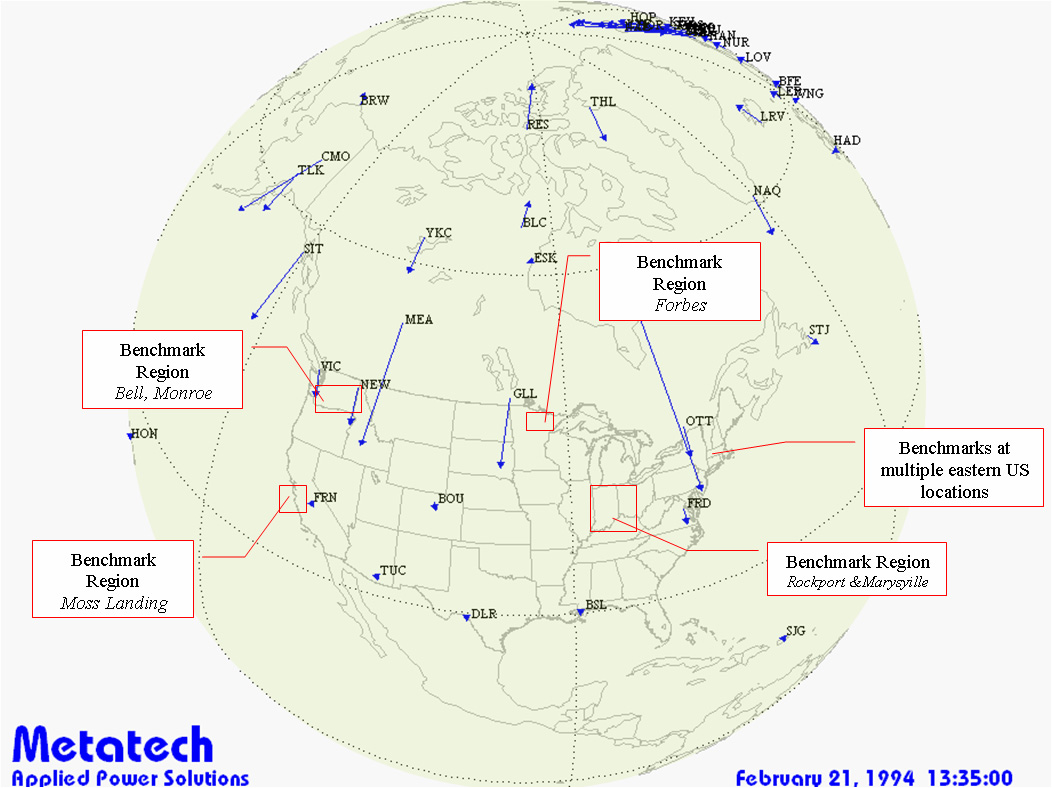 HOP
NUR
LOV
BFE
LER
VNG
BRW
THL
RES
LRV
HAD
CMO
TLK
NAQ
BLC
YKC
SIT
ESK
Benchmark
Region
Forbes
MEA
STJ
Benchmark
Region
Bell, Monroe
VIC
NEW
GLL
OTT
HON
Benchmarks at
multiple eastern US
locations
FRN
BOU
FRD
Benchmark
Region
Moss Landing
Benchmark Region
Rockport &Marysville
TUC
DLR
BSL
SJG
Metatech
Applied Power Solutions
February 21, 1994 13:35:00